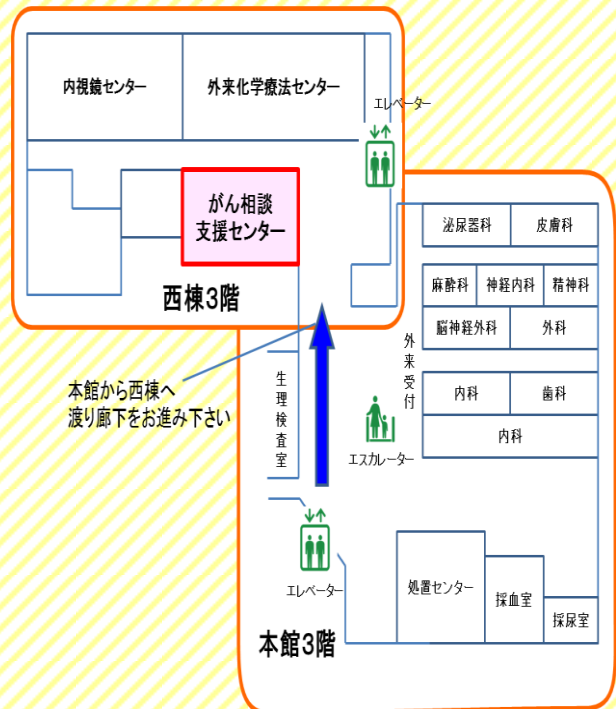 内視鏡センター
外来化学療法センター
エレベーター
がん相談
支援センター
西棟3階
本館から西棟へ
渡り廊下をお進み下さい
泌尿器科
皮膚科
麻酔科
神経内科
精神科
脳神経外科
外科
外来受付
内科
歯科
内科
生理検査室
エスカレーター
エレベーター
処置センター
採血室
採尿室
本館3階